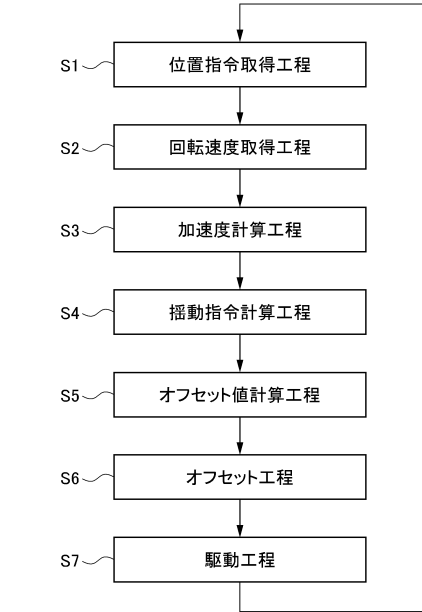 S1 位置指令取得工程
S2 回転速度取得工程
S3 加速度計算工程
S4 揺動指令計算工程
S5 オフセット値計算工程
S6 オフセット工程
S7 駆動工程